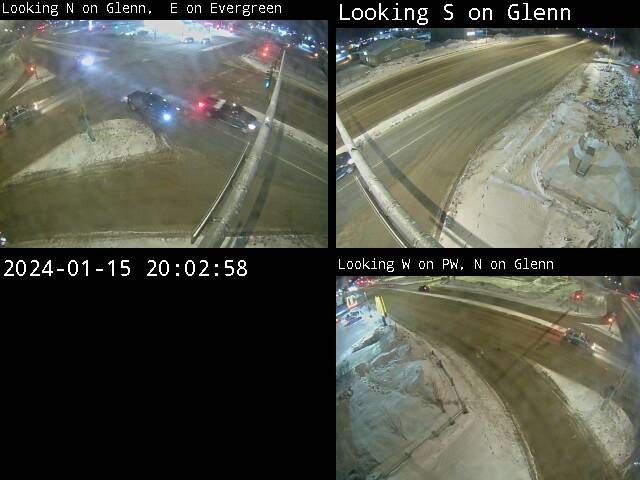 Looking N on Glenn, E on Evergreen
Looking S on Glenn
2024-01-15 20:02:58
Looking W on PW, N on Glenn